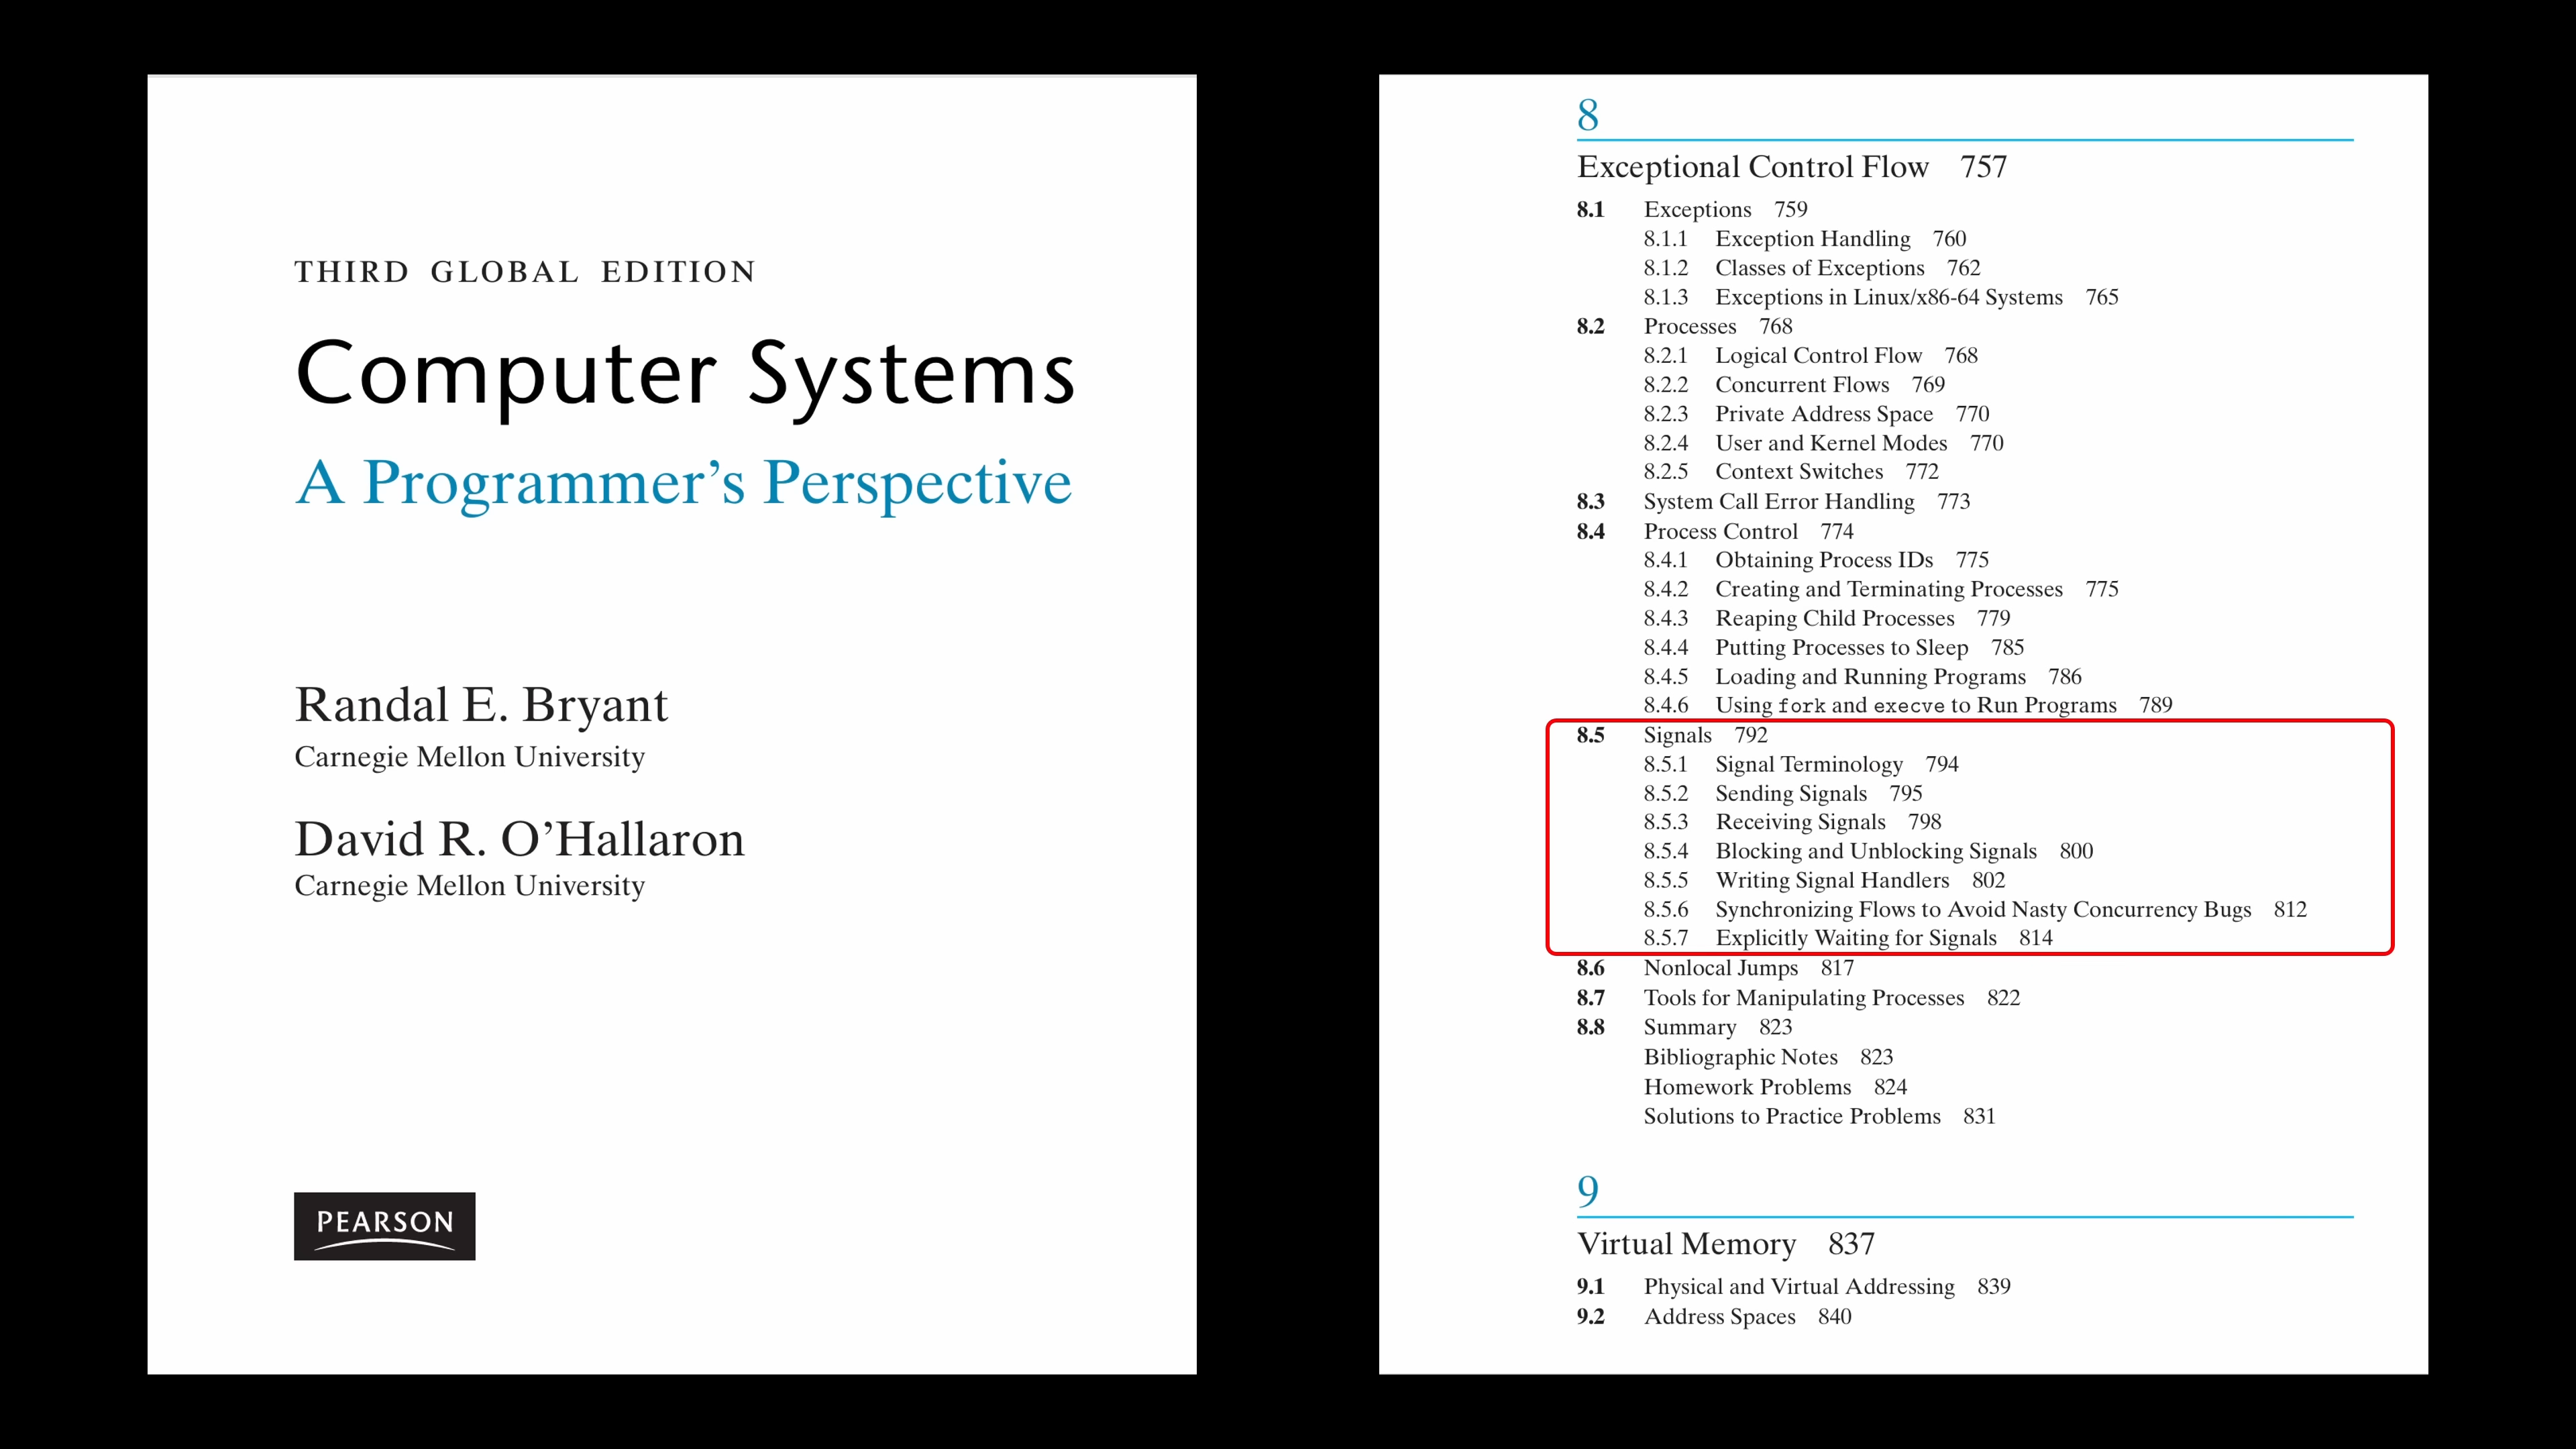 THIRD GLOBAL EDITION
Computer Systems
A Programmer’s Perspective
Randal E. Bryant
Carnegie Mellon University
David R. O’Hallaron
Carnegie Mellon University
PEARSON
8
Exceptional Control Flow 757
8.1 Exceptions 759
8.1.1 Exception Handling 760
8.1.2 Classes of Exceptions 762
8.1.3 Exceptions in Linux/x86-64 Systems 765
8.2 Processes 768
8.2.1 Logical Control Flow 768
8.2.2 Concurrent Flows 769
8.2.3 Private Address Space 770
8.2.4 User and Kernel Modes 770
8.2.5 Context Switches 772
8.3 System Call Error Handling 773
8.4 Process Control 774
8.4.1 Obtaining Process IDs 775
8.4.2 Creating and Terminating Processes 775
8.4.3 Reaping Child Processes 779
8.4.4 Putting Processes to Sleep 785
8.4.5 Loading and Running Programs 786
8.4.6 Using fork and execve to Run Programs 789
8.5 Signals 792
8.5.1 Signal Terminology 794
8.5.2 Sending Signals 795
8.5.3 Receiving Signals 798
8.5.4 Blocking and Unblocking Signals 800
8.5.5 Writing Signal Handlers 802
8.5.6 Synchronizing Flows to Avoid Nasty Concurrency Bugs 812
8.5.7 Explicitly Waiting for Signals 814
8.6 Nonlocal Jumps 817
8.7 Tools for Manipulating Processes 822
8.8 Summary 823
Bibliographic Notes 823
Homework Problems 824
Solutions to Practice Problems 831
9
Virtual Memory 837
9.1 Physical and Virtual Addressing 839
9.2 Address Spaces 840